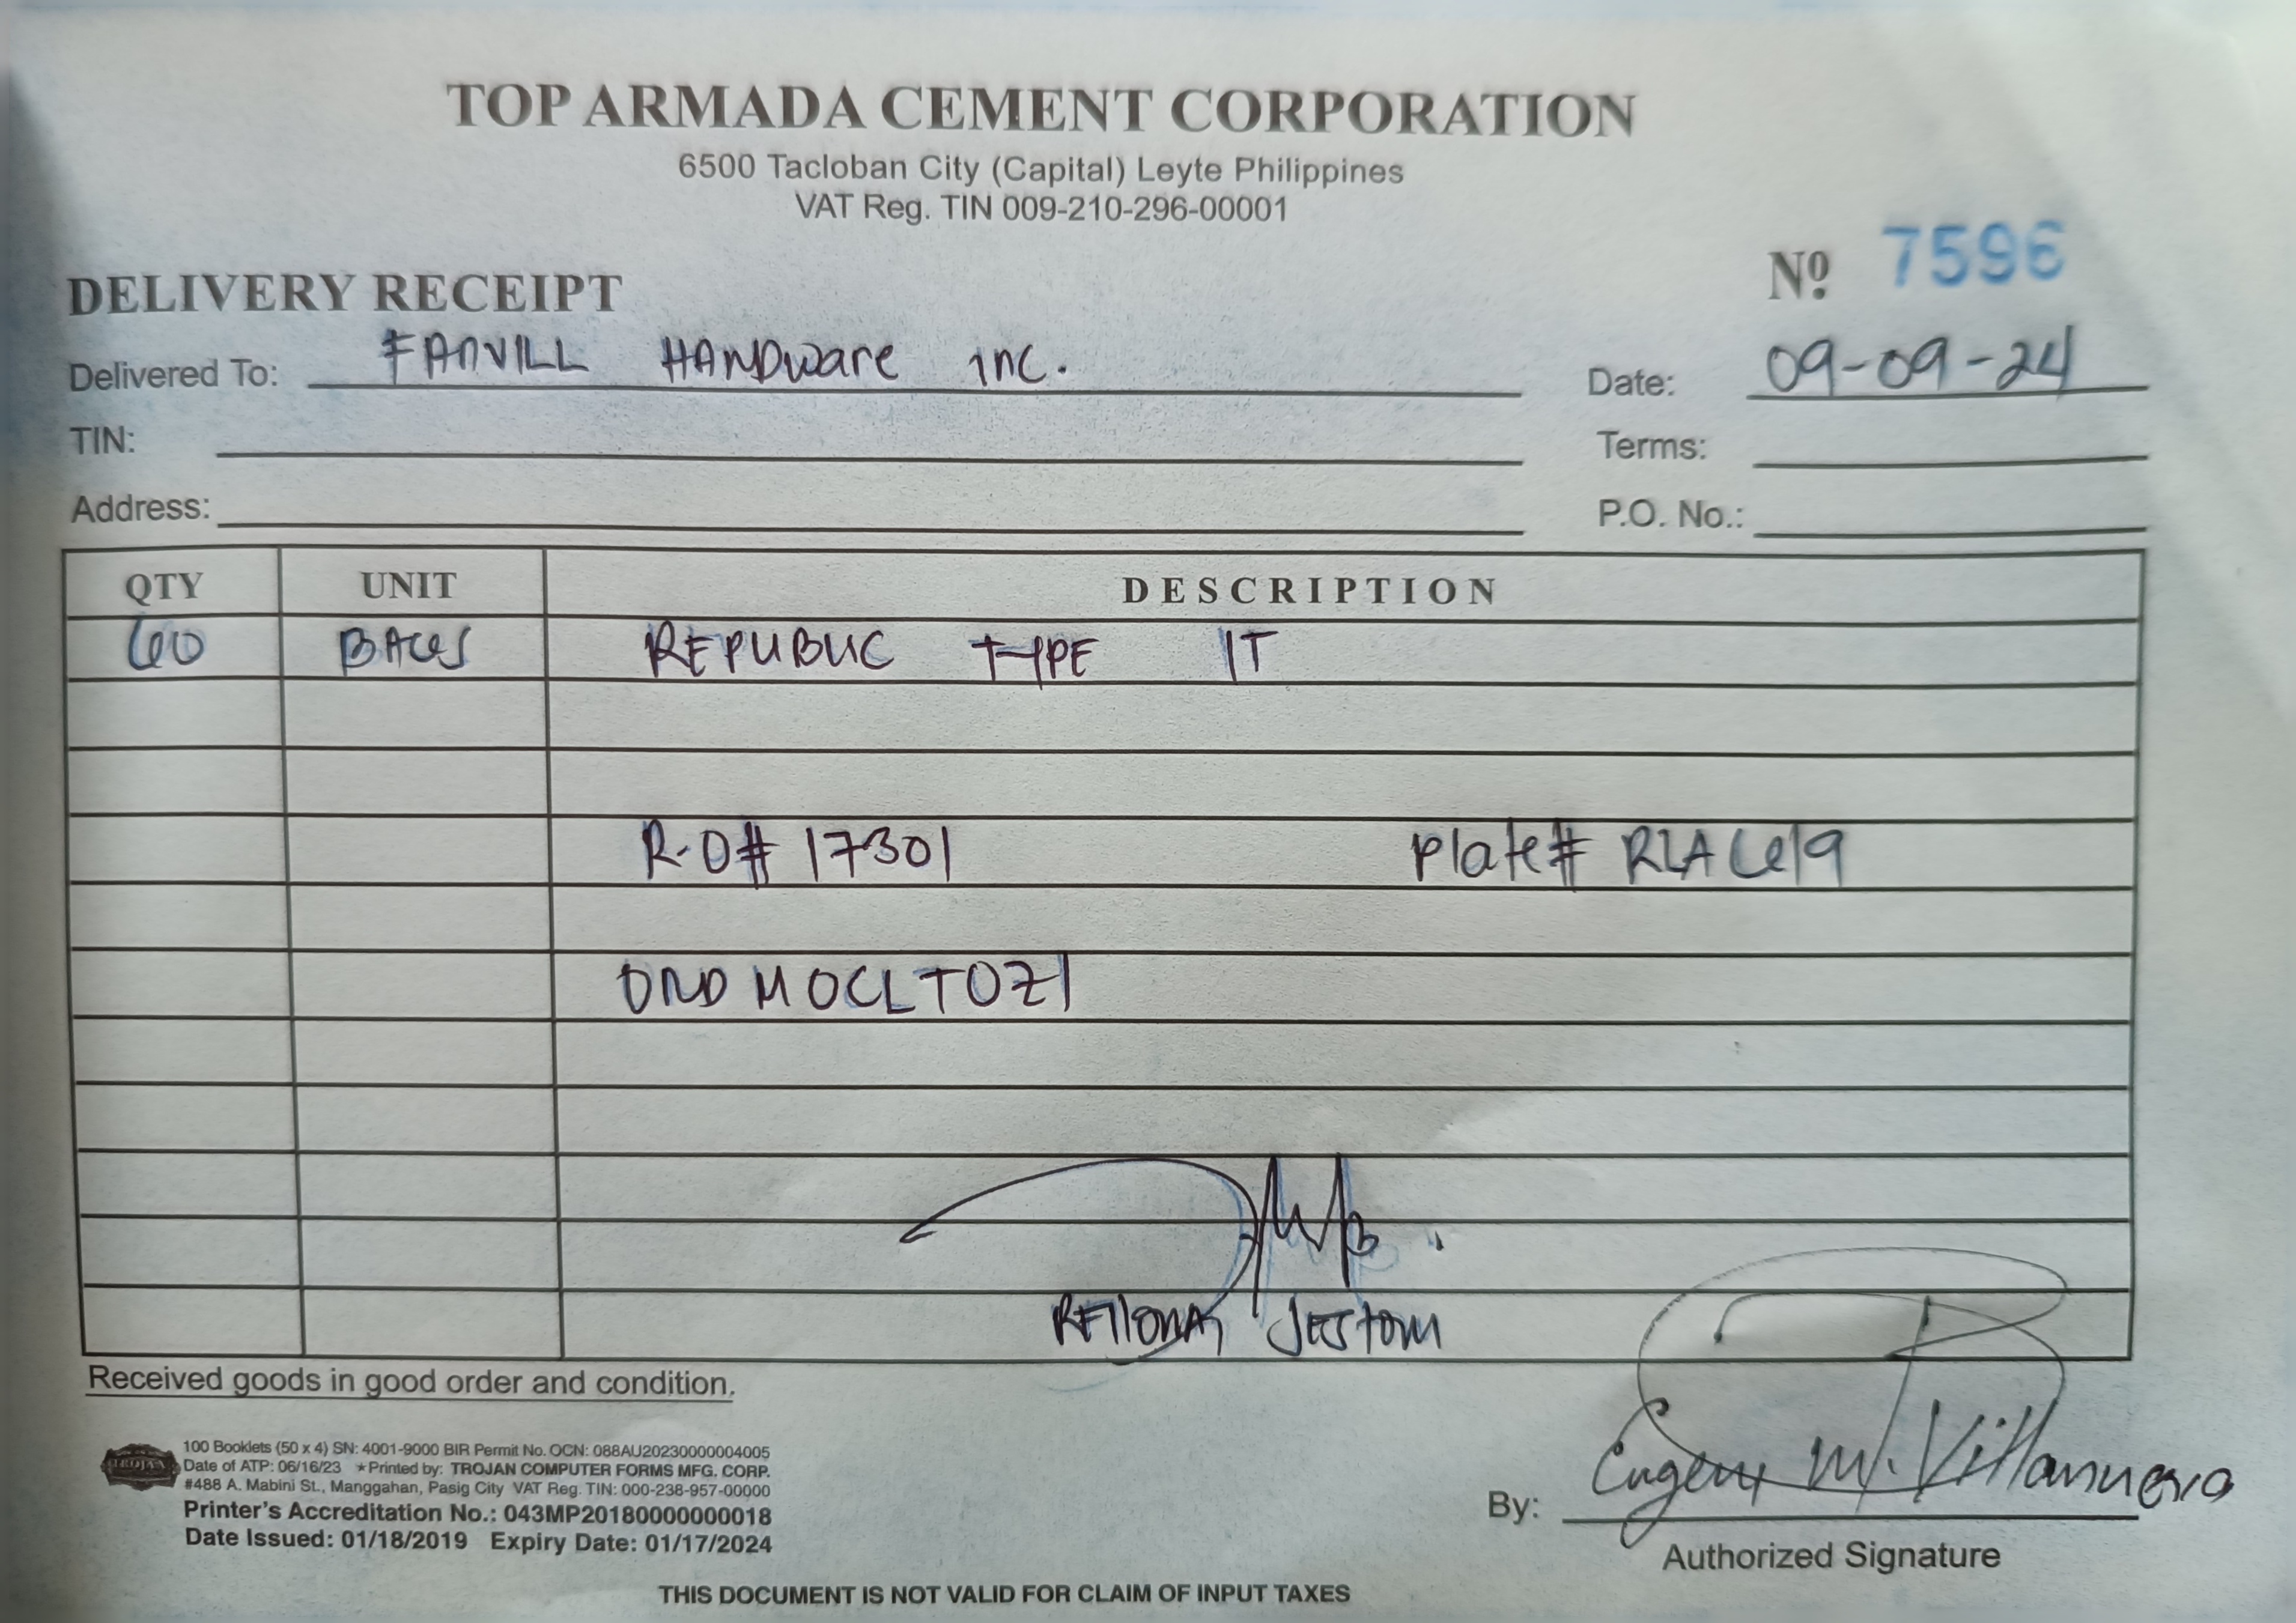 TOP ARMADA CEMENT CORPORATION
6500 Tacloban City (Capital) Leyte Philippines
VAT Reg. TIN 009-210-296-00001
DELIVERY RECEIPT
Nº 7596
Delivered To: FANVILL HANDware inc.
Date: 09-09-24
TIN:
Terms:
Address:
P.O. No.:
QTY UNIT DESCRIPTION
60 BAGS REPUBLIC TYPE 1T
R-O# 17301 Plate# RLA 619
OND MOCLTOZ1
Jestoni
Received goods in good order and condition.
TROJAN
100 Booklets (50 x 4) SN: 4001-9000 BIR Permit No. OCN: 088AU20230000004005
Date of ATP: 06/16/23 ★Printed by: TROJAN COMPUTER FORMS MFG. CORP.
#488 A. Mabini St., Manggahan, Pasig City VAT Reg. TIN: 000-238-957-00000
Printer's Accreditation No.: 043MP20180000000018
Date Issued: 01/18/2019 Expiry Date: 01/17/2024
By: Eugene M. Villanueva
Authorized Signature
THIS DOCUMENT IS NOT VALID FOR CLAIM OF INPUT TAXES